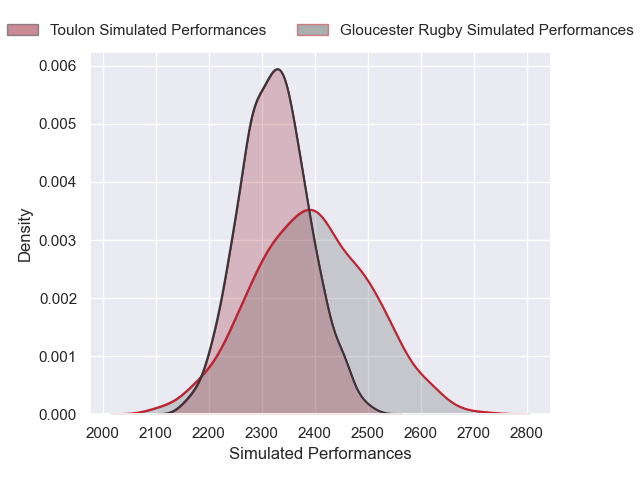 Toulon Simulated Performances Gloucester Rugby Simulated Performances
0.006
0.005
0.004
0.003
0.002
0.001
0.000
Density
2000 2100 2200 2300 2400 2500 2600 2700 2800
Simulated Performances